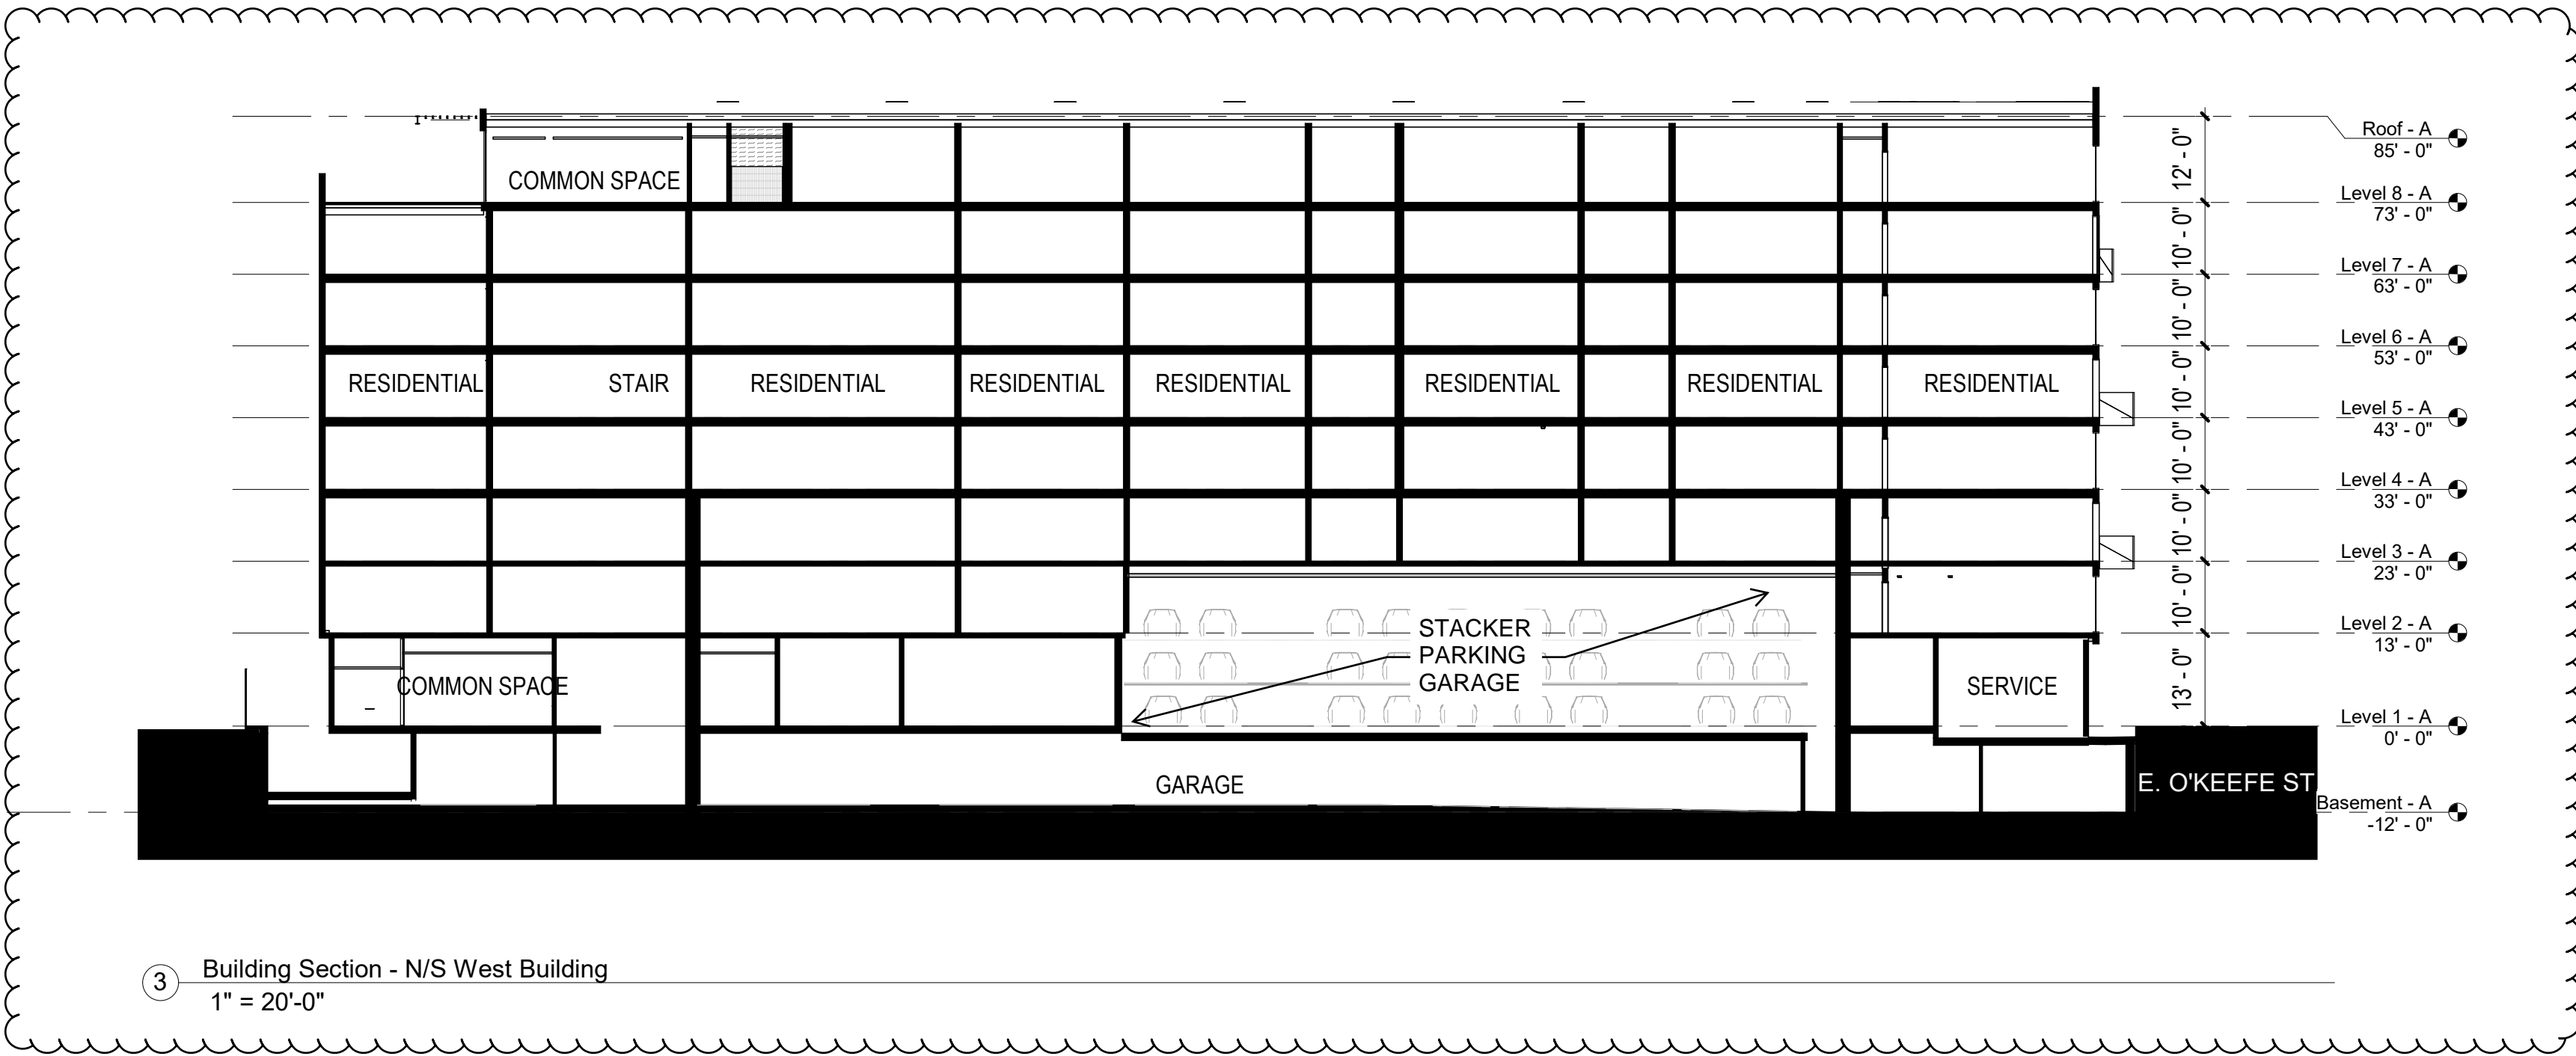 Roof - A
85' - 0"
12' - 0"
COMMON SPACE
Level 8 - A
73' - 0"
10' - 0"
Level 7 - A
63' - 0"
10' - 0"
Level 6 - A
53' - 0"
RESIDENTIAL STAIR RESIDENTIAL RESIDENTIAL RESIDENTIAL RESIDENTIAL RESIDENTIAL RESIDENTIAL
10' - 0"
Level 5 - A
43' - 0"
10' - 0"
Level 4 - A
33' - 0"
10' - 0"
Level 3 - A
23' - 0"
10' - 0"
STACKER
PARKING
GARAGE
Level 2 - A
13' - 0"
COMMON SPACE
SERVICE
13' - 0"
Level 1 - A
0' - 0"
GARAGE
E. O'KEEFE ST
Basement - A
-12' - 0"
3
Building Section - N/S West Building
1" = 20'-0"